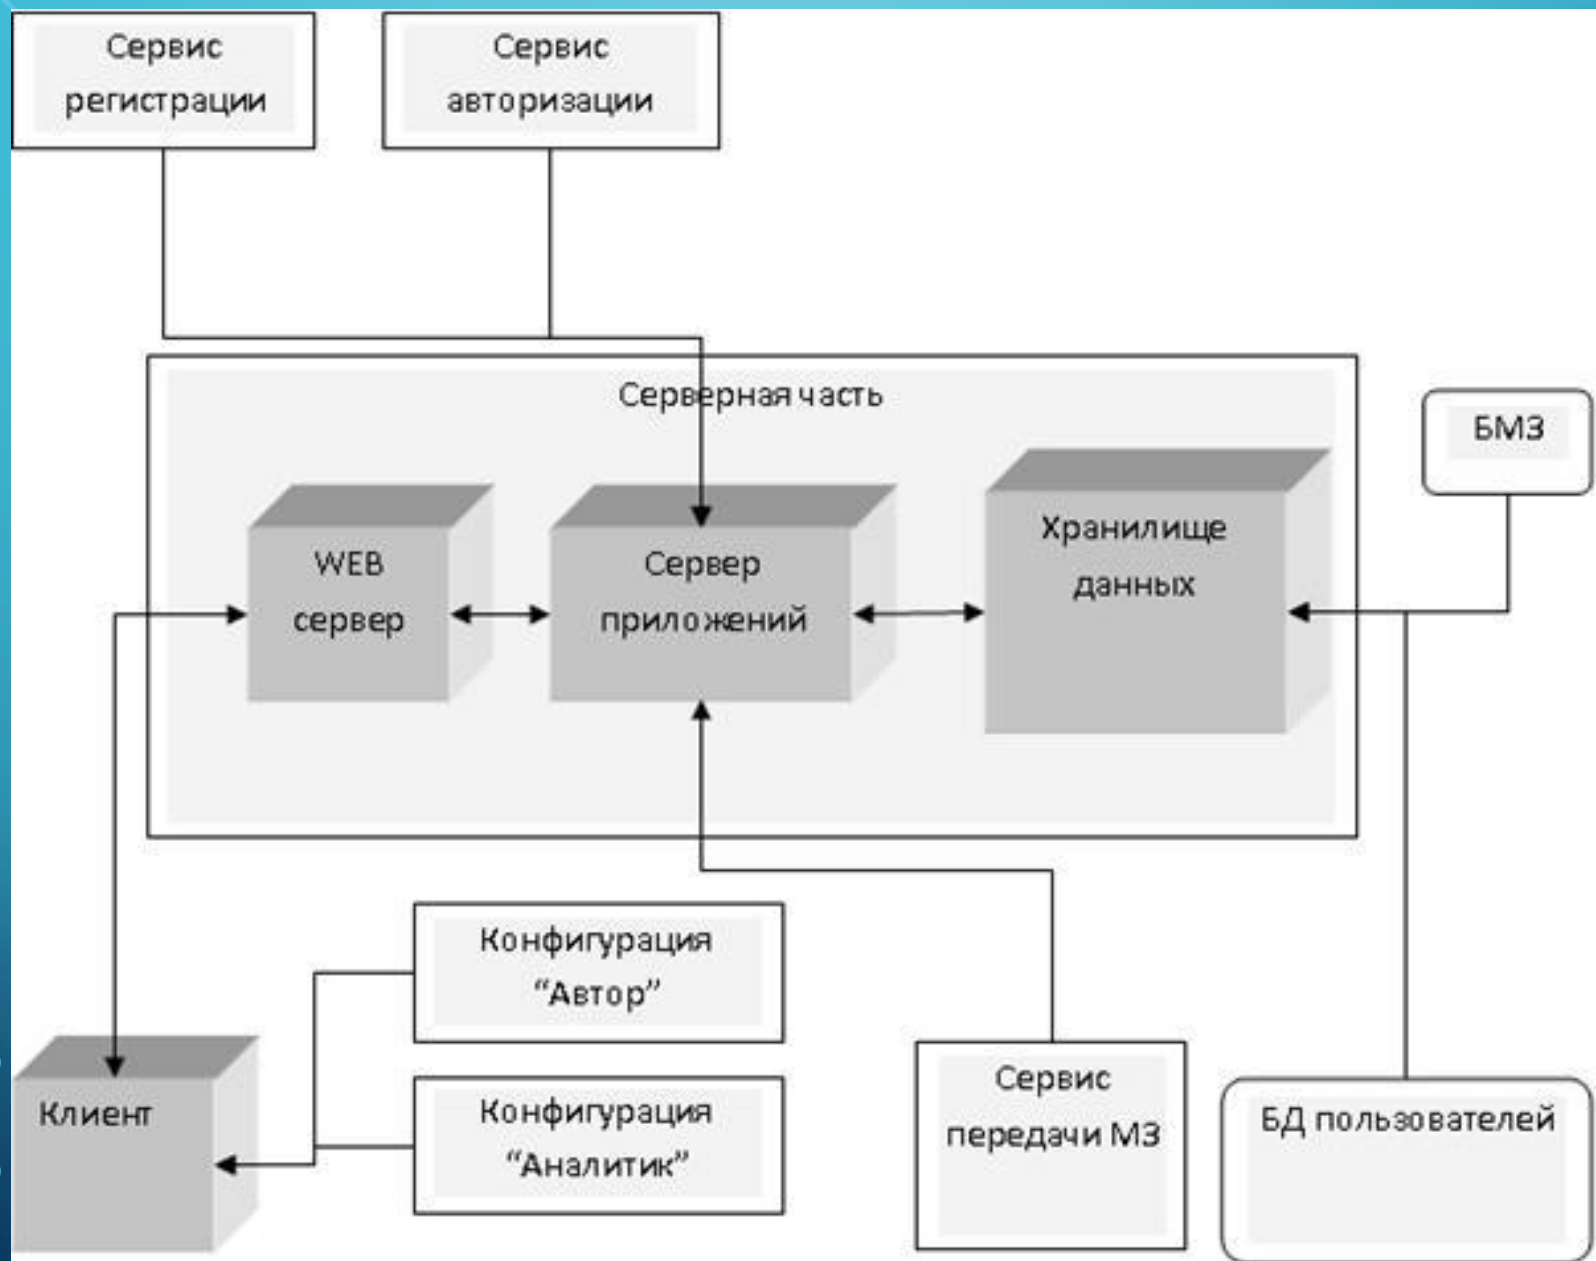 Сервис
регистрации
Сервис
авторизации
Серверная часть
БМЗ
WEB
сервер
Сервер
приложений
Хранилище
данных
Конфигурация
“Автор”
Клиент
Конфигурация
“Аналитик”
Сервис
передачи МЗ
БД пользователей